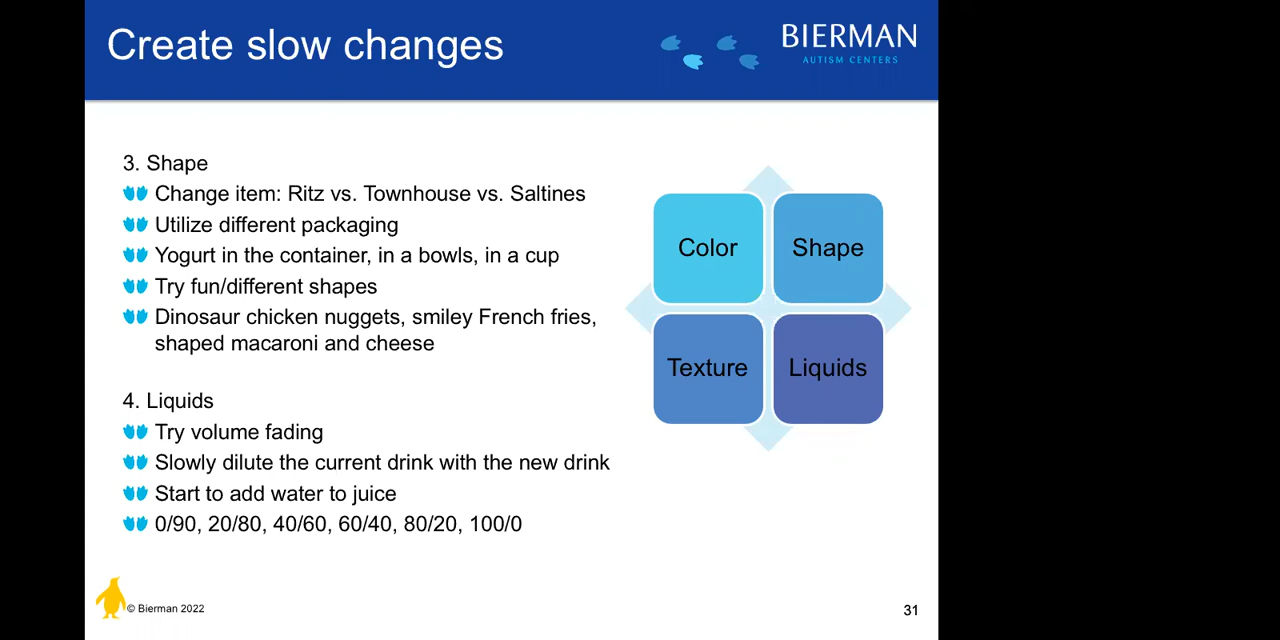 Create slow changes
BIERMAN
AUTISM CENTERS
3. Shape
Change item: Ritz vs. Townhouse vs. Saltines
Utilize different packaging
Yogurt in the container, in a bowls, in a cup
Try fun/different shapes
Dinosaur chicken nuggets, smiley French fries,
shaped macaroni and cheese
4. Liquids
Try volume fading
Slowly dilute the current drink with the new drink
Start to add water to juice
0/90, 20/80, 40/60, 60/40, 80/20, 100/0
Color
Shape
Texture
Liquids
© Bierman 2022
31